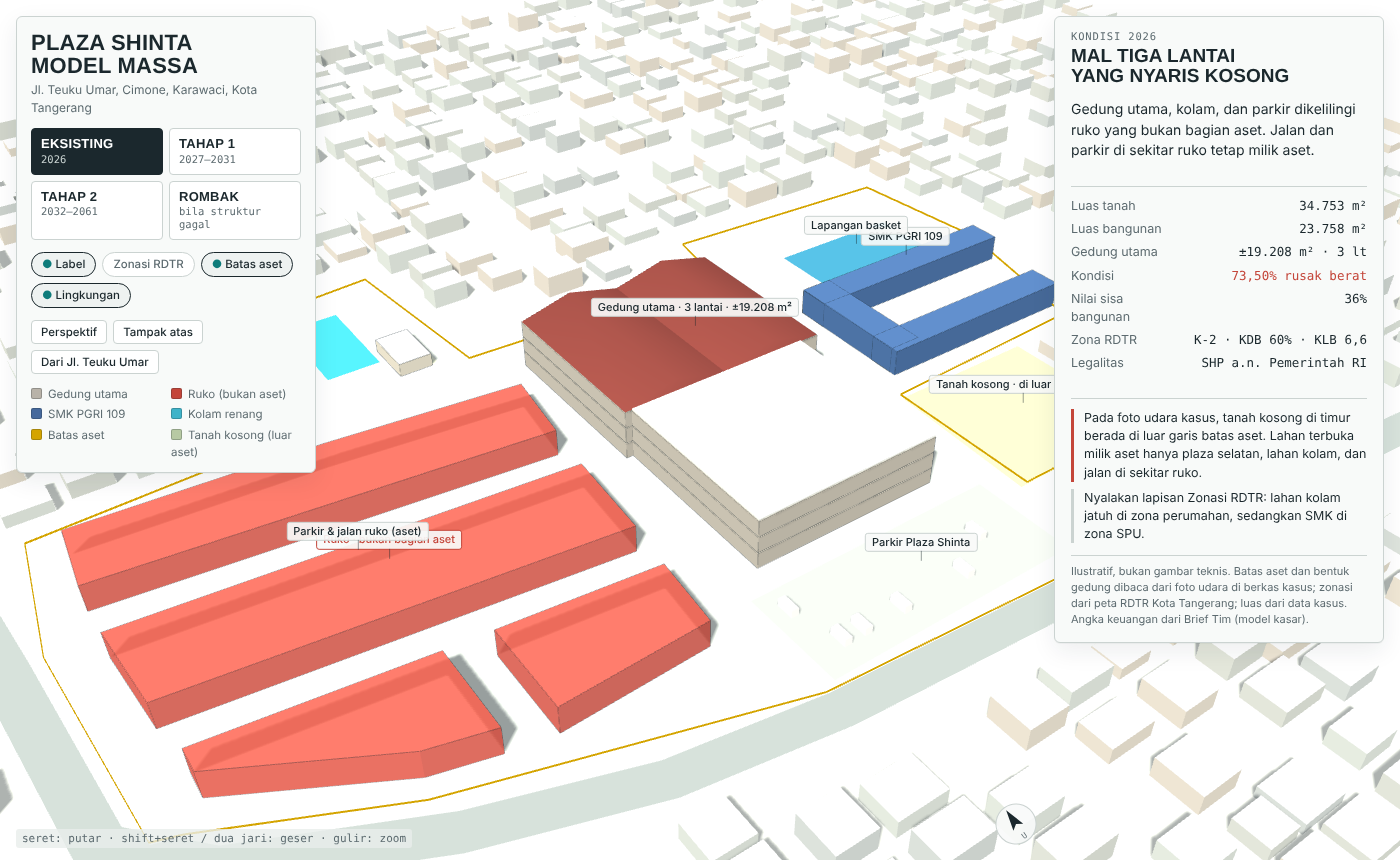 PLAZA SHINTA
MODEL MASSA
Jl. Teuku Umar, Cimone, Karawaci, Kota
Tangerang
EKSISTING
2026
TAHAP 1
2027–2031
TAHAP 2
2032–2061
ROMBAK
bila struktur
gagal
Label
Zonasi RDTR
Batas aset
Lingkungan
Perspektif
Tampak atas
Dari Jl. Teuku Umar
Gedung utama
Ruko (bukan aset)
SMK PGRI 109
Kolam renang
Batas aset
Tanah kosong (luar
aset)
Lapangan basket
SMK PGRI 109
Gedung utama · 3 lantai · ±19.208 m²
Tanah kosong · di luar
Parkir & jalan ruko (aset)
bukan bagian aset
Parkir Plaza Shinta
KONDISI 2026
MAL TIGA LANTAI
YANG NYARIS KOSONG
Gedung utama, kolam, dan parkir dikelilingi
ruko yang bukan bagian aset. Jalan dan
parkir di sekitar ruko tetap milik aset.
Luas tanah 34.753 m²
Luas bangunan 23.758 m²
Gedung utama ±19.208 m² · 3 lt
Kondisi 73,50% rusak berat
Nilai sisa 36%
bangunan
Zona RDTR K-2 · KDB 60% · KLB 6,6
Legalitas SHP a.n. Pemerintah RI
Pada foto udara kasus, tanah kosong di timur
berada di luar garis batas aset. Lahan terbuka
milik aset hanya plaza selatan, lahan kolam, dan
jalan di sekitar ruko.
Nyalakan lapisan Zonasi RDTR: lahan kolam
jatuh di zona perumahan, sedangkan SMK di
zona SPU.
Ilustratif, bukan gambar teknis. Batas aset dan bentuk
gedung dibaca dari foto udara di berkas kasus; zonasi
dari peta RDTR Kota Tangerang; luas dari data kasus.
Angka keuangan dari Brief Tim (model kasar).
seret: putar · shift+seret / dua jari: geser · gulir: zoom
U